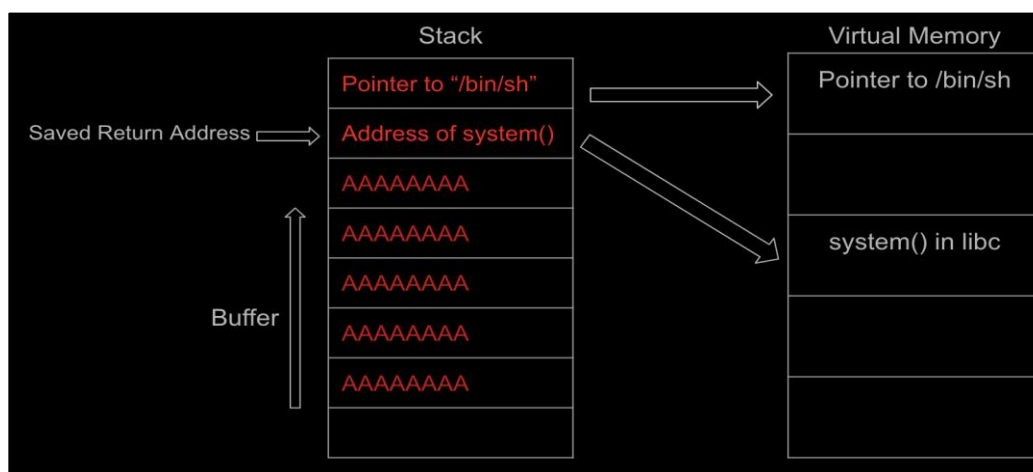 Stack
Virtual Memory
Pointer to “/bin/sh”
Pointer to /bin/sh
Saved Return Address
Address of system()
AAAAAAAA
AAAAAAAA
system() in libc
AAAAAAAA
Buffer
AAAAAAAA
AAAAAAAA